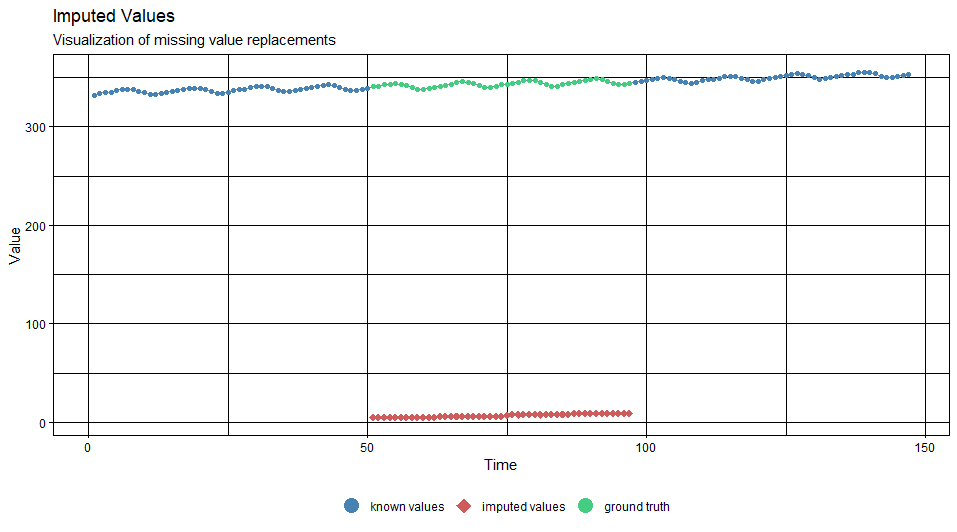 Imputed Values
Visualization of missing value replacements
300
200
100
0
Value
0 50 100 150
Time
known values imputed values ground truth